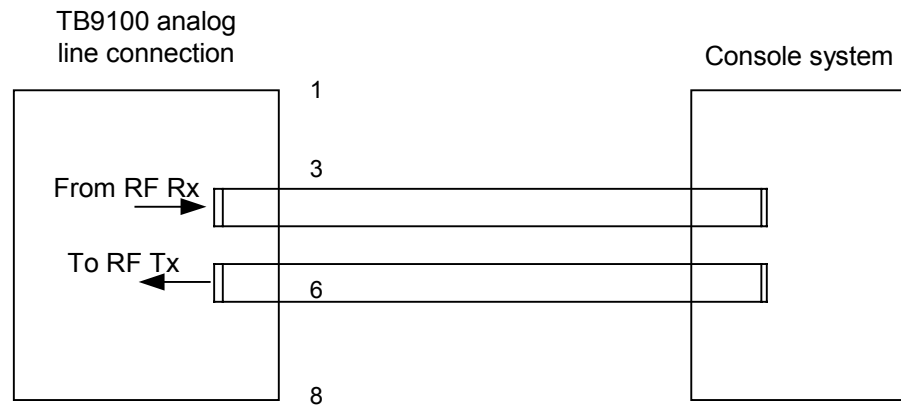 TB9100 analog
line connection
Console system
1
3
From RF Rx
To RF Tx
6
8